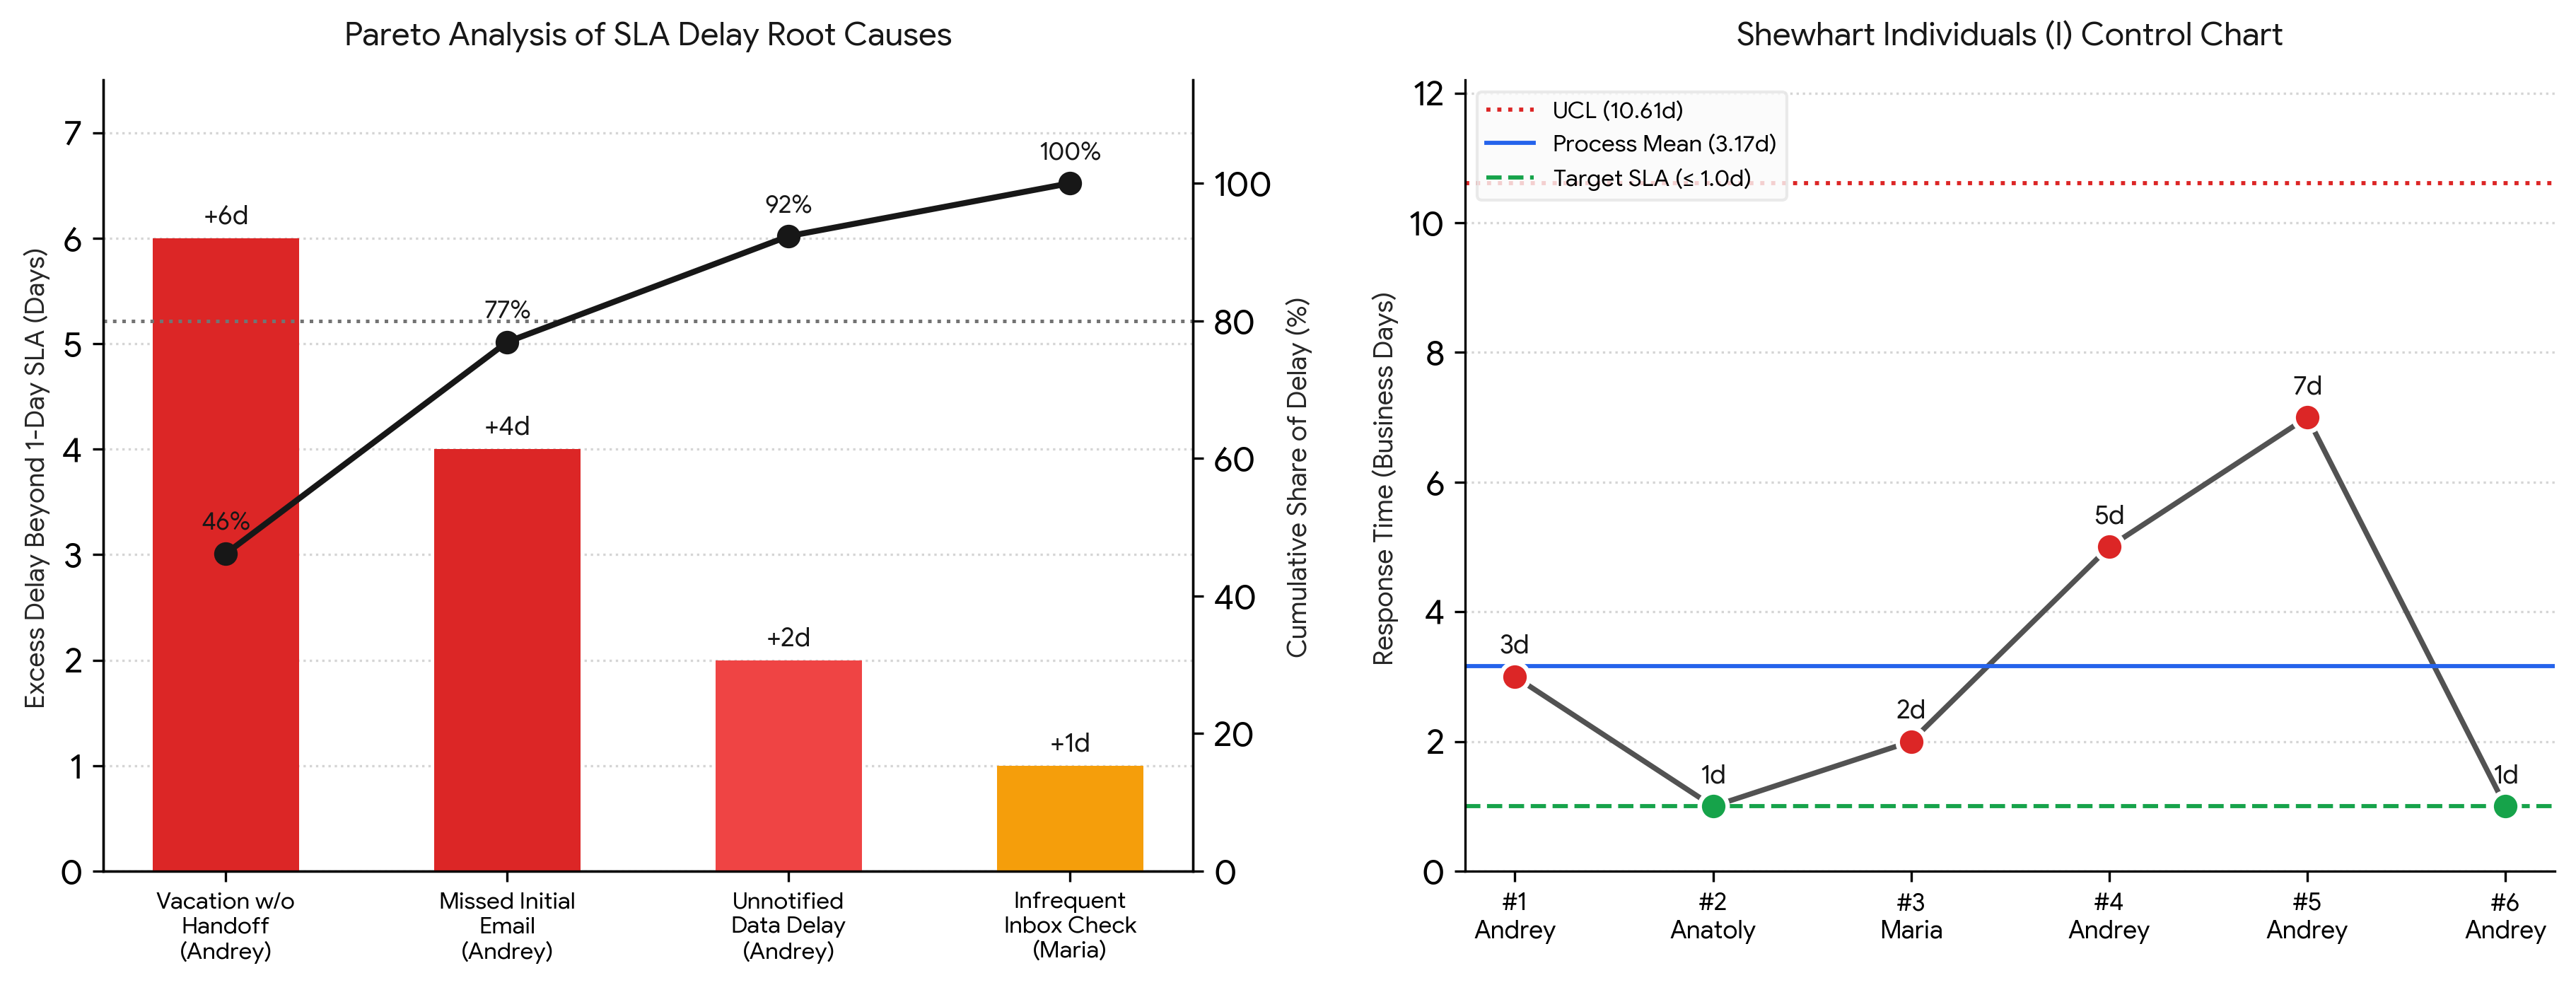 Pareto Analysis of SLA Delay Root Causes
Excess Delay Beyond 1-Day SLA (Days)
7
6
5
4
3
2
1
0
+6d
+4d
+2d
+1d
46%
77%
92%
100%
100
80
60
40
20
0
Cumulative Share of Delay (%)
Vacation w/o
Handoff
(Andrey)
Missed Initial
Email
(Andrey)
Unnotified
Data Delay
(Andrey)
Infrequent
Inbox Check
(Maria)
Shewhart Individuals (I) Control Chart
Response Time (Business Days)
12
10
8
6
4
2
0
UCL (10.61d)
Process Mean (3.17d)
Target SLA (≤ 1.0d)
3d
1d
2d
5d
7d
1d
#1
Andrey
#2
Anatoly
#3
Maria
#4
Andrey
#5
Andrey
#6
Andrey